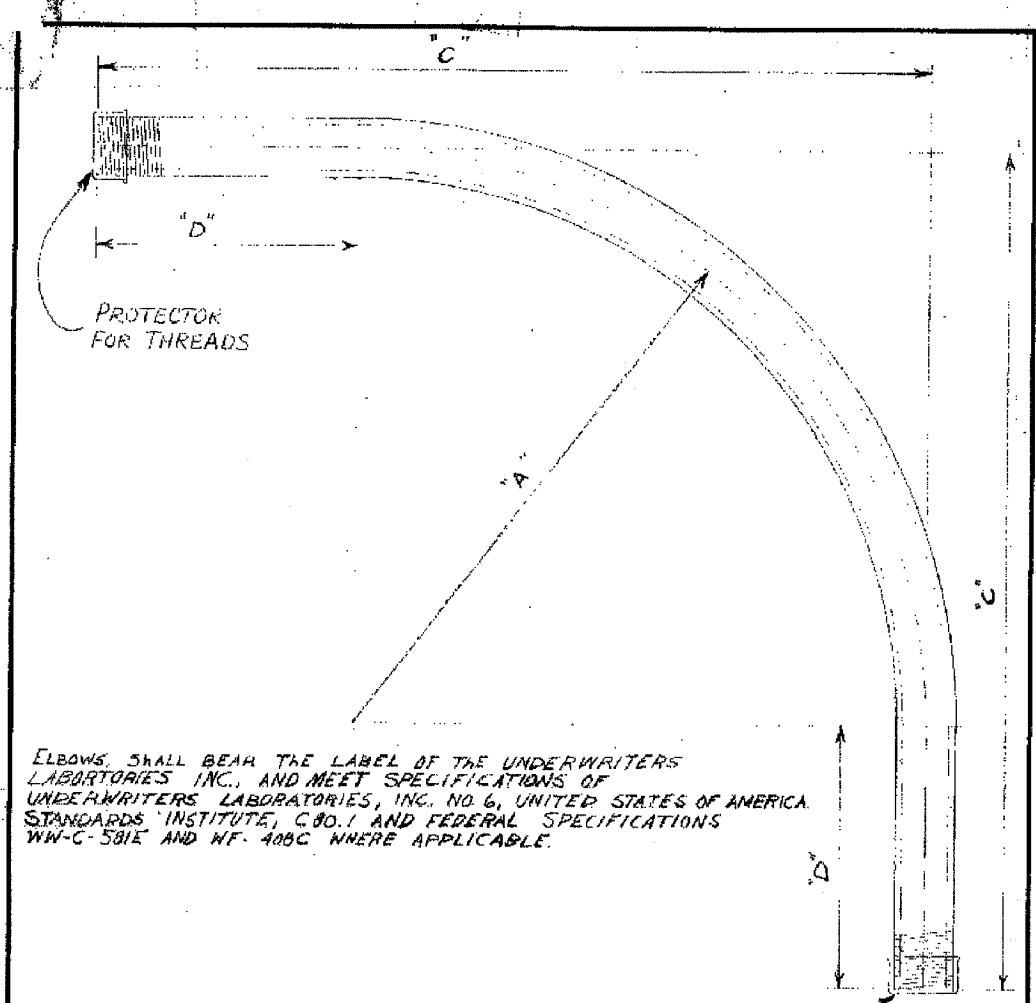 "C"
"D"
PROTECTOR
FOR THREADS
"A"
"C"
ELBOWS, SHALL BEAR THE LABEL OF THE UNDERWRITERS
LABORTORIES INC., AND MEET SPECIFICATIONS OF
UNDERWRITERS LABORATORIES, INC. NO 6, UNITED STATES OF AMERICA
STANDARDS INSTITUTE, C80.1 AND FEDERAL SPECIFICATIONS
WW-C-581E AND WF-408C WHERE APPLICABLE.
"D"